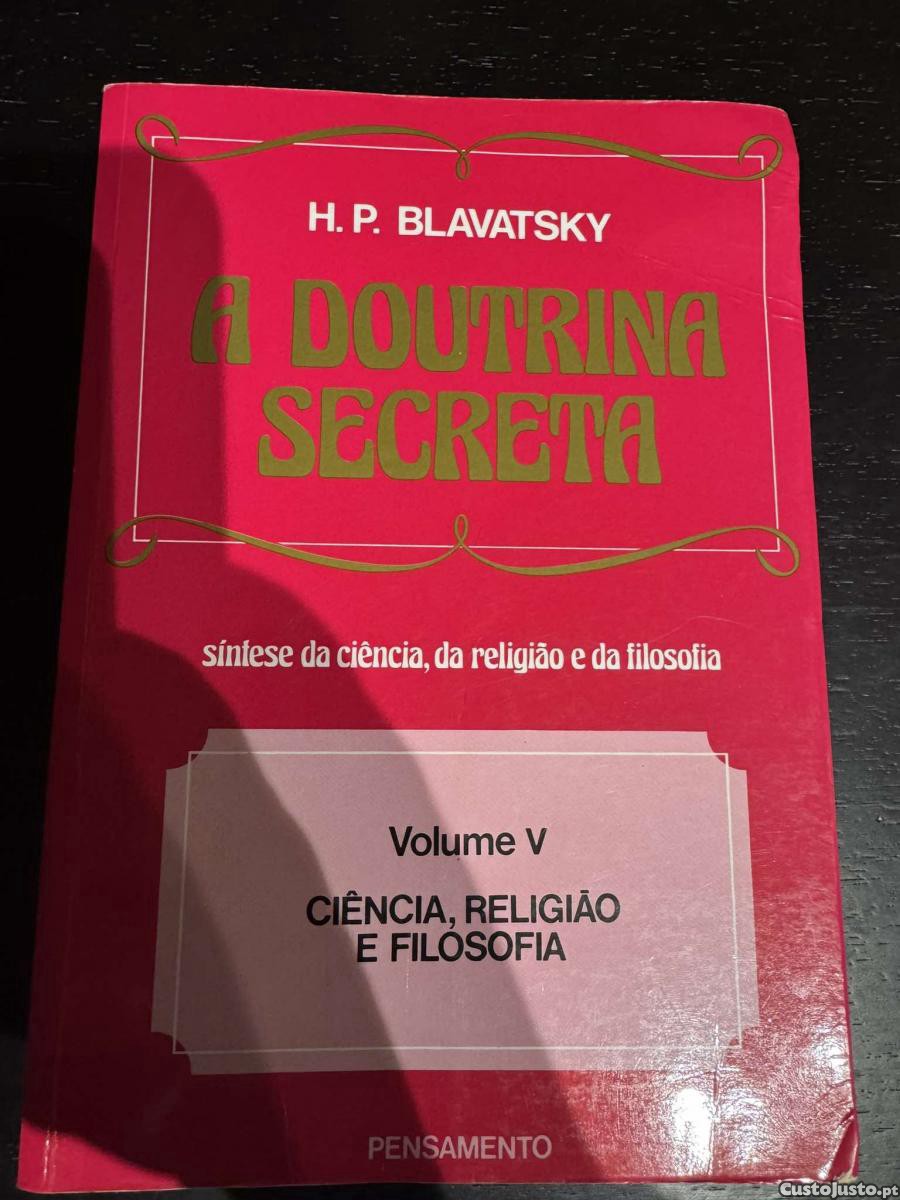 H. P. BLAVATSKY
A DOUTRINA
SECRETA
síntese da ciência, da religião e da filosofia
Volume V
CIÊNCIA, RELIGIÃO
E FILOSOFIA
PENSAMENTO
CustoJusto.pt